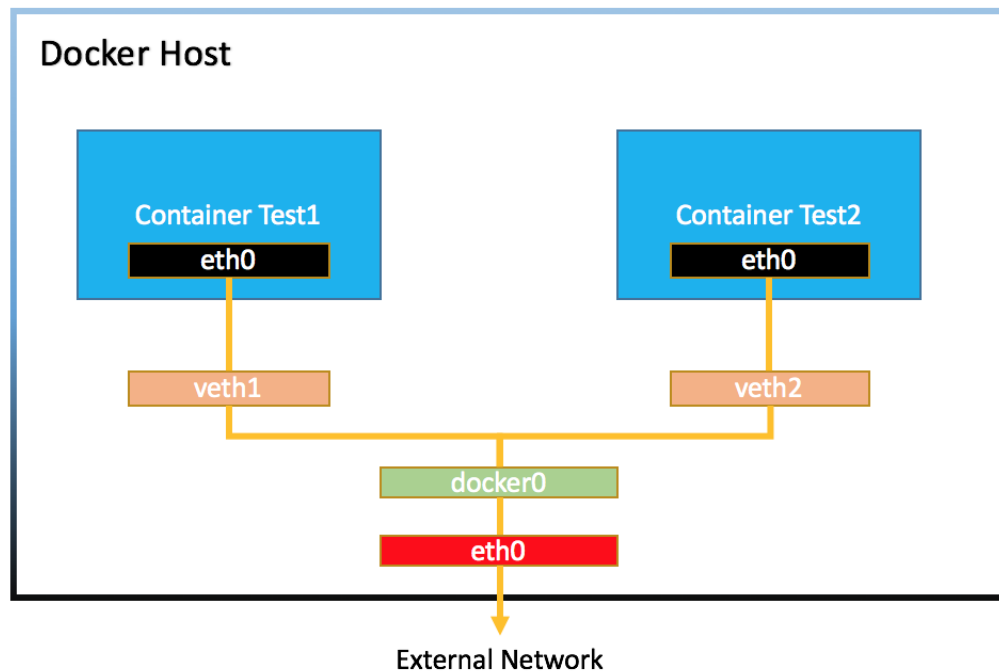 Docker Host
Container Test1
eth0
Container Test2
eth0
veth1
veth2
docker0
eth0
External Network